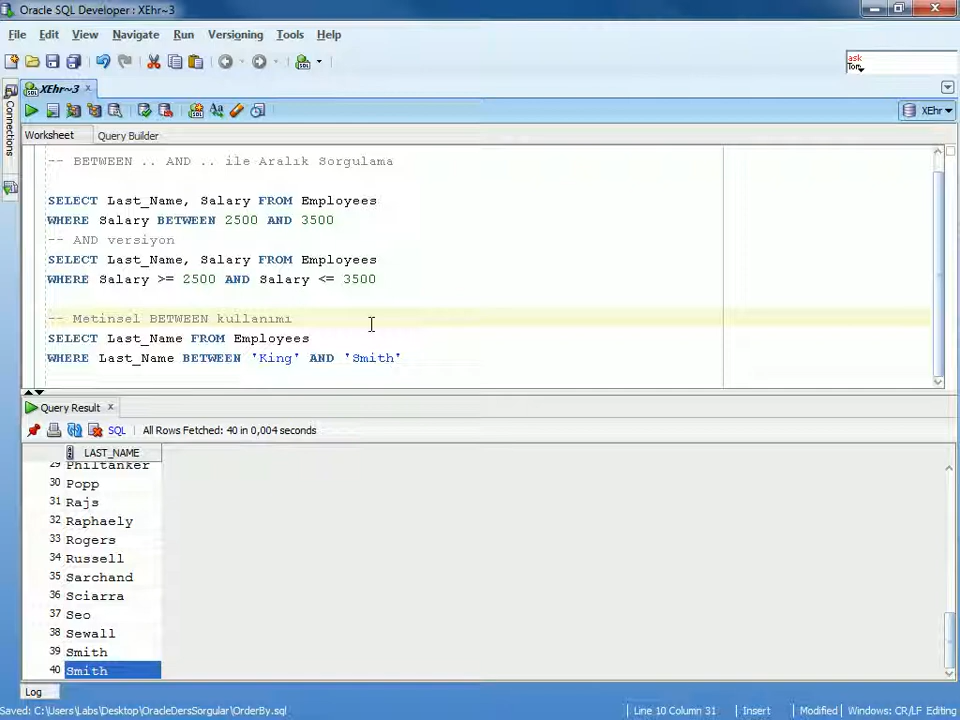 Oracle SQL Developer : XEhr~3
File Edit View Navigate Run Versioning Tools Help
ask
Tom
XEhr~3
XEhr
Connections
Worksheet Query Builder
-- BETWEEN .. AND .. ile Aralık Sorgulama
SELECT Last_Name, Salary FROM Employees
WHERE Salary BETWEEN 2500 AND 3500
-- AND versiyon
SELECT Last_Name, Salary FROM Employees
WHERE Salary >= 2500 AND Salary <= 3500
-- Metinsel BETWEEN kullanımı
SELECT Last_Name FROM Employees
WHERE Last_Name BETWEEN 'King' AND 'Smith'
Query Result
SQL All Rows Fetched: 40 in 0,004 seconds
LAST_NAME
29 Philtanker
30 Popp
31 Rajs
32 Raphaely
33 Rogers
34 Russell
35 Sarchand
36 Sciarra
37 Seo
38 Sewall
39 Smith
40 Smith
Log
Saved: C:\Users\Labs\Desktop\OracleDersSorgular\OrderBy.sql Line 10 Column 31 Insert Modified Windows: CR/LF Editing